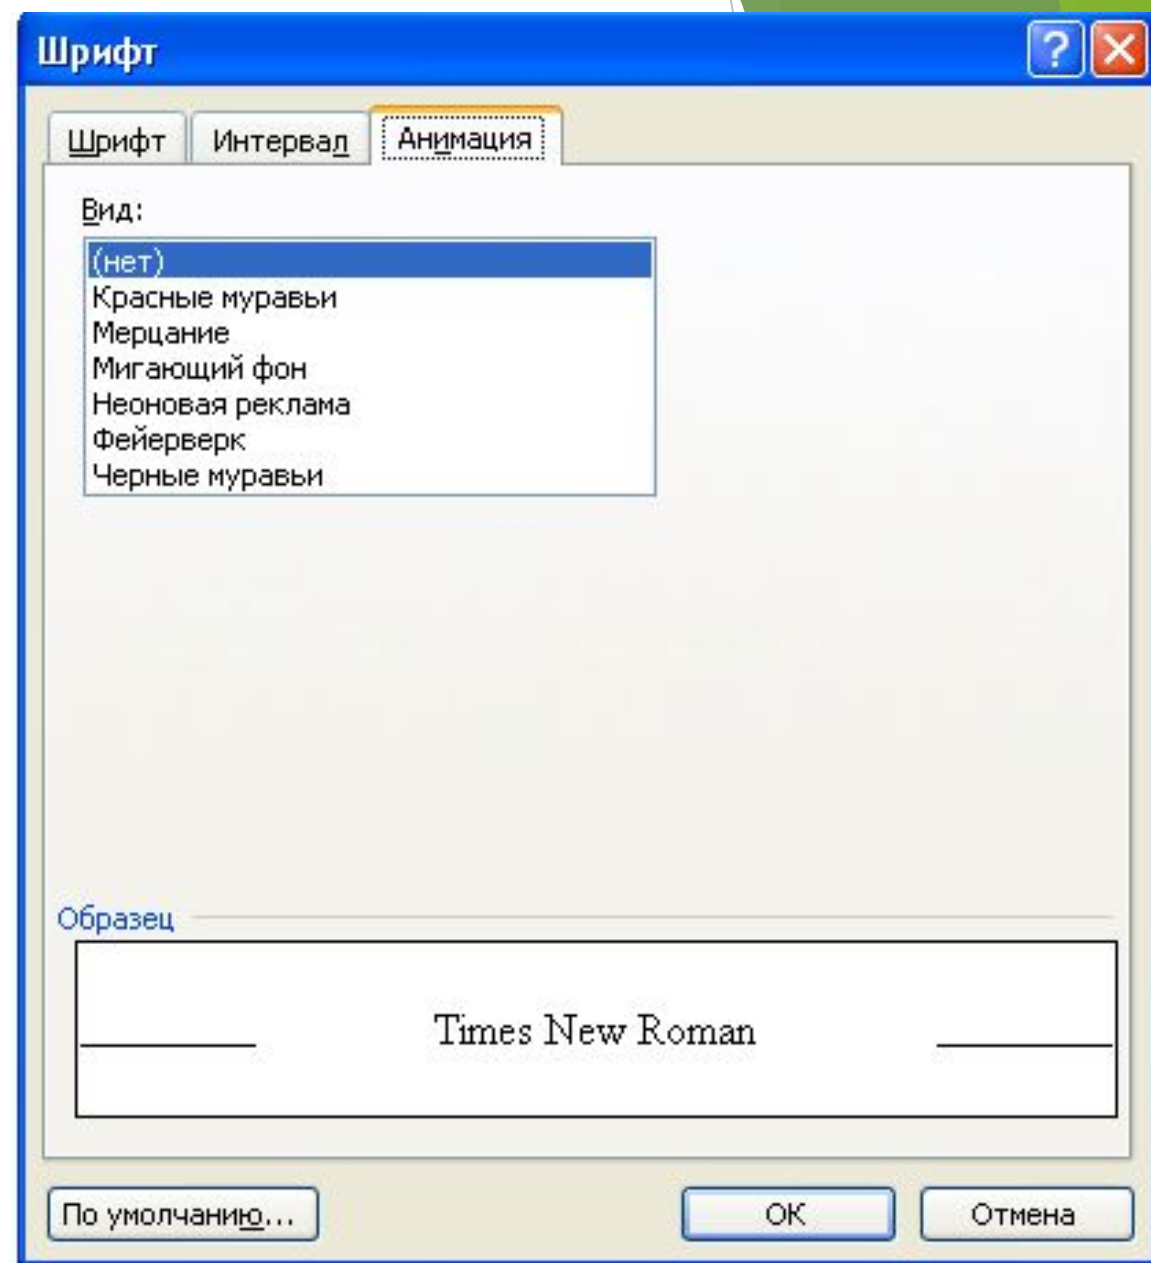 Шрифт
Шрифт Интервал Анимация
Вид:
(нет)
Красные муравьи
Мерцание
Мигающий фон
Неоновая реклама
Фейерверк
Черные муравьи
Образец
Times New Roman
По умолчанию... ОК Отмена